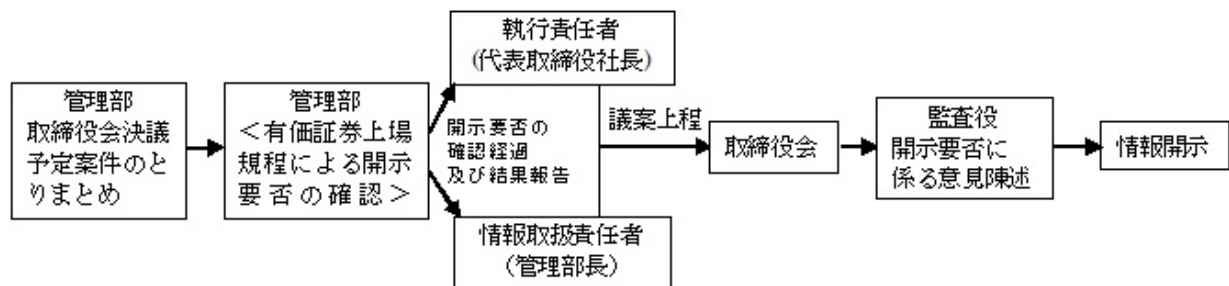 管理部
取締役会決議
予定案件のと
りまとめ
管理部
＜有価証券上場
規程による開示
要否の確認＞
執行責任者
(代表取締役社長)
開示要否の
確認経過
及び結果報告
情報取扱責任者
（管理部長）
議案上程
取締役会
監査役
開示要否に
係る意見陳述
情報開示